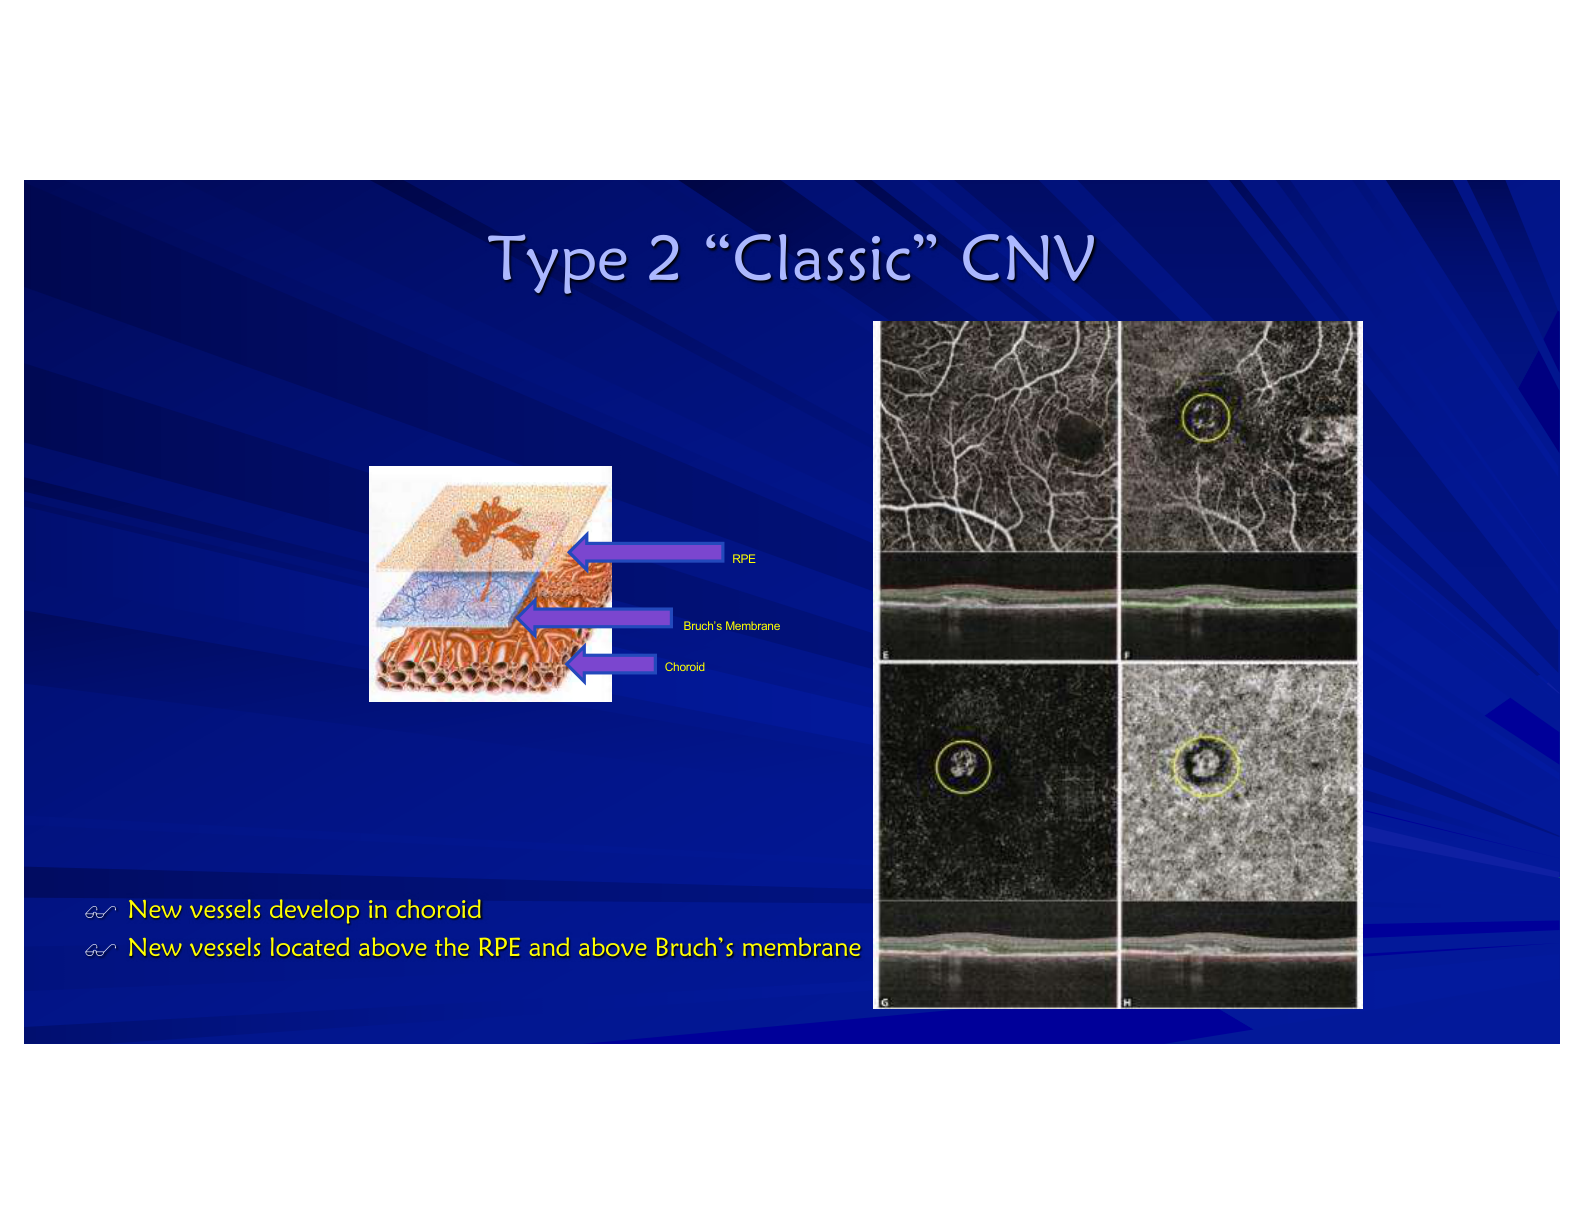 Type 2 “Classic” CNV
RPE
Bruch’s Membrane
Choroid
New vessels develop in choroid
New vessels located above the RPE and above Bruch’s membrane
E
F
G
H